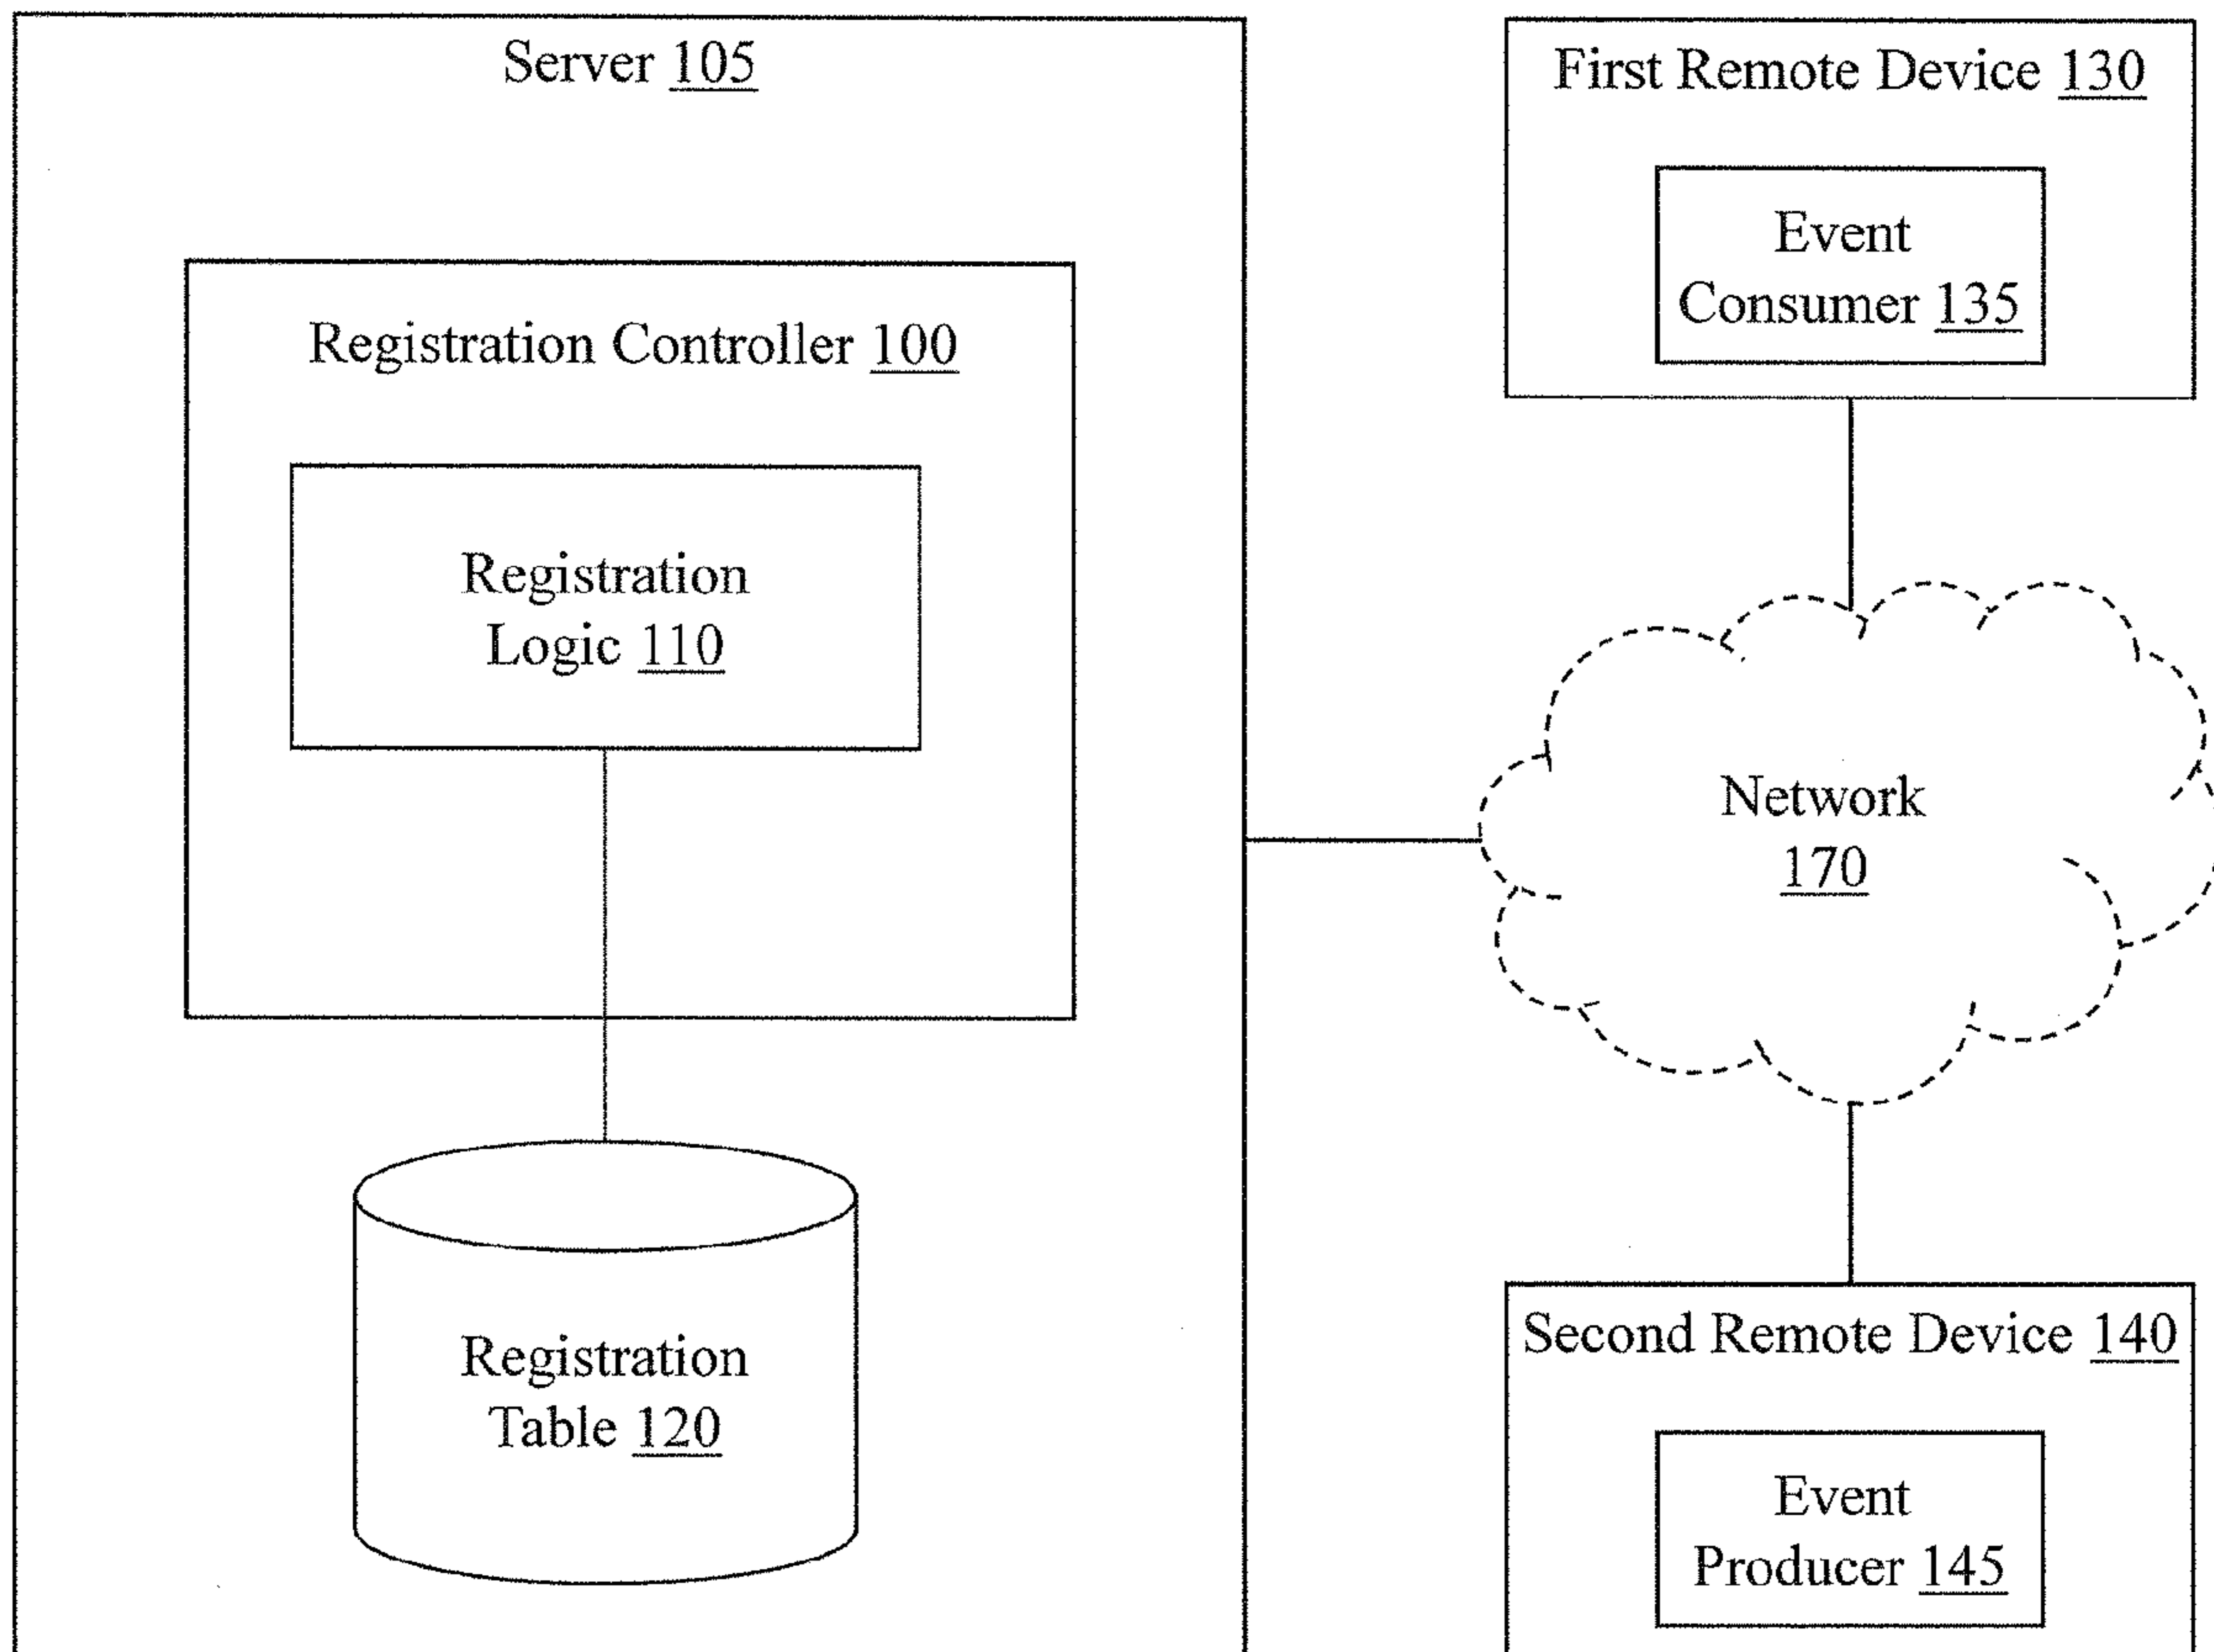 Server 105
Registration Controller 100
Registration
Logic 110
Registration
Table 120
First Remote Device 130
Event
Consumer 135
Network
170
Second Remote Device 140
Event
Producer 145